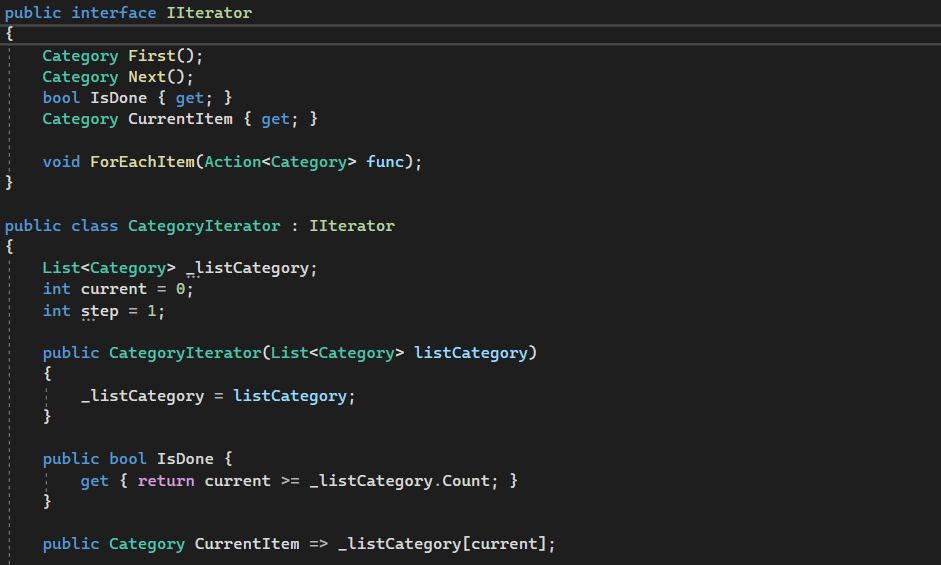 public interface IIterator
{
    Category First();
    Category Next();
    bool IsDone { get; }
    Category CurrentItem { get; }

    void ForEachItem(Action<Category> func);
}

public class CategoryIterator : IIterator
{
    List<Category> _listCategory;
    int current = 0;
    int step = 1;

    public CategoryIterator(List<Category> listCategory)
    {
        _listCategory = listCategory;
    }

    public bool IsDone {
        get { return current >= _listCategory.Count; }
    }

    public Category CurrentItem => _listCategory[current];